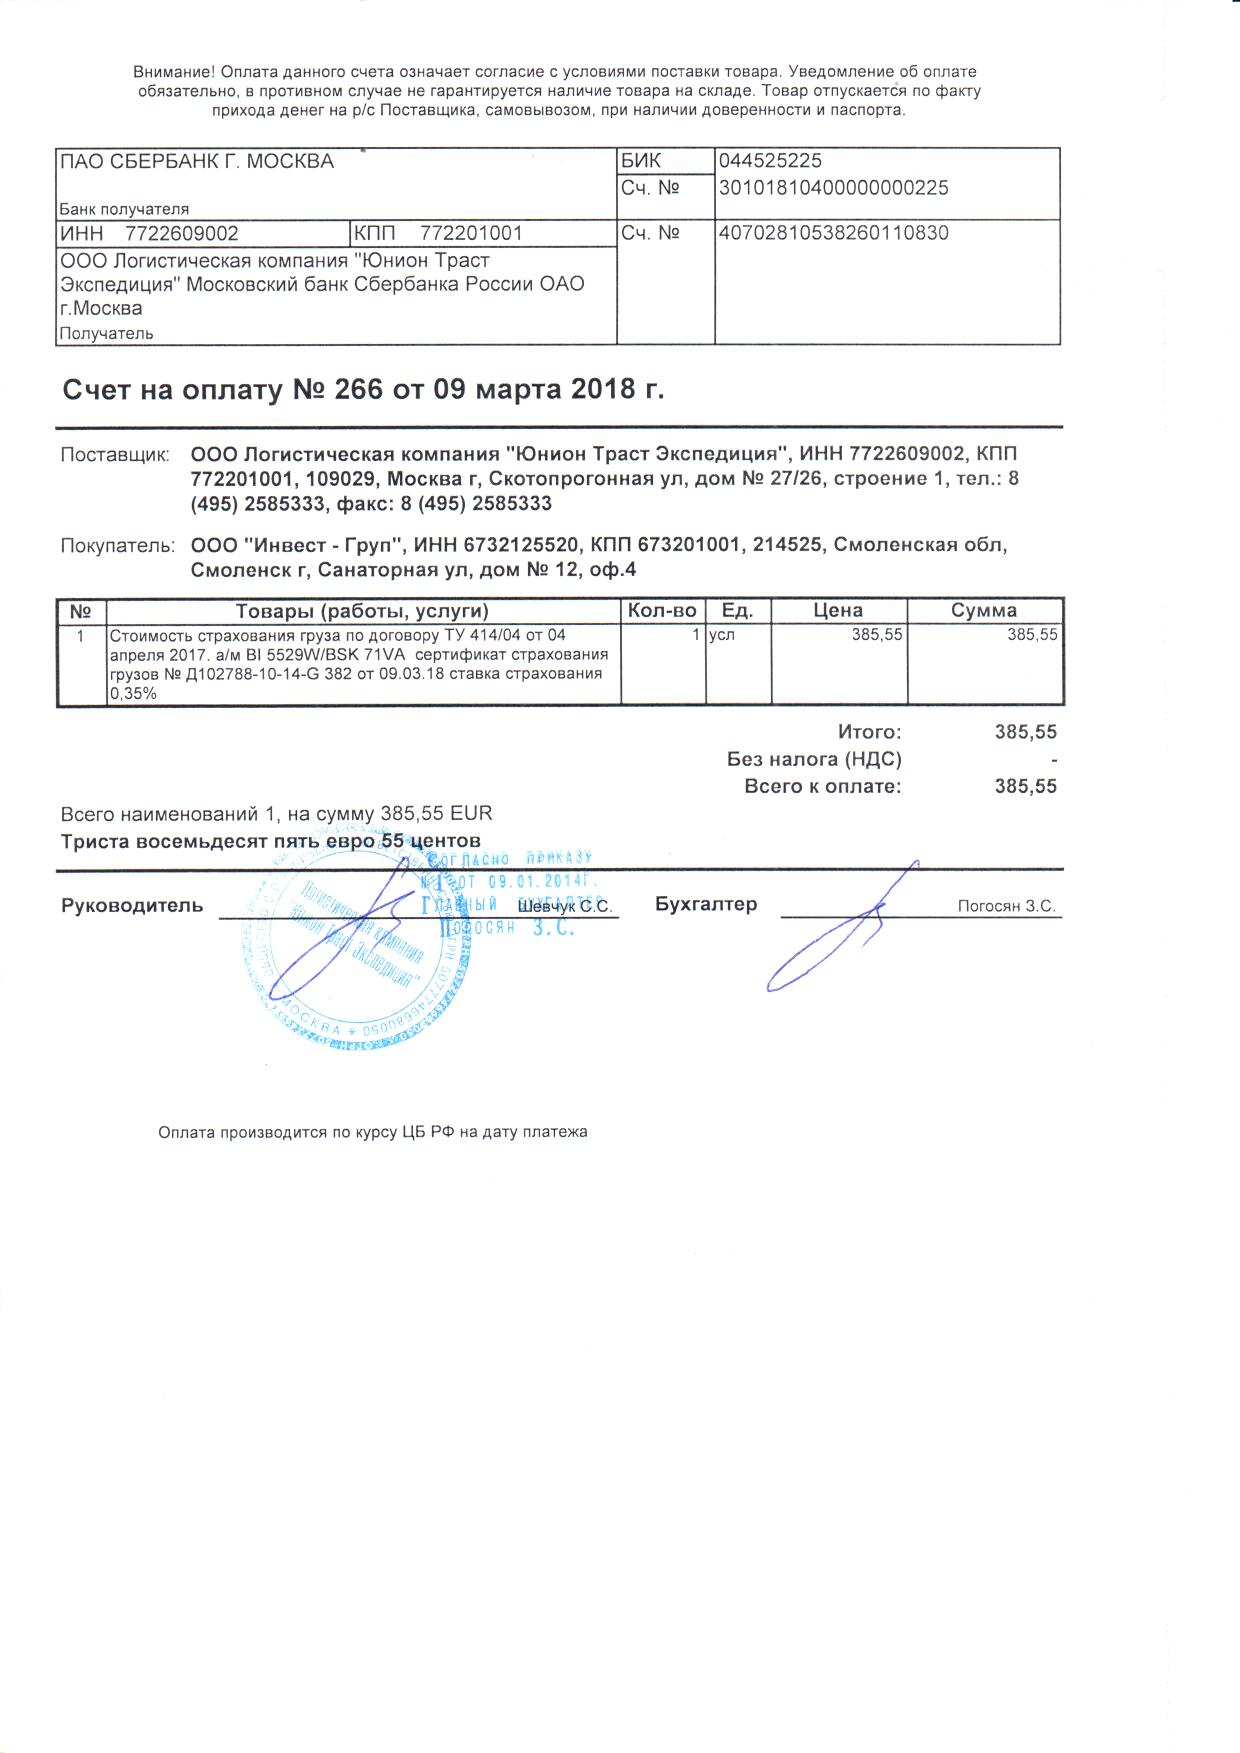 Внимание! Оплата данного счета означает согласие с условиями поставки товара. Уведомление об оплате
обязательно, в противном случае не гарантируется наличие товара на складе. Товар отпускается по факту
прихода денег на р/с Поставщика, самовывозом, при наличии доверенности и паспорта.
ПАО СБЕРБАНК Г. МОСКВА БИК 044525225
Сч. № 30101810400000000225
Банк получателя
ИНН 7722609002 КПП 772201001 Сч. № 40702810538260110830
ООО Логистическая компания "Юнион Траст
Экспедиция" Московский банк Сбербанка России ОАО
г.Москва
Получатель
Счет на оплату № 266 от 09 марта 2018 г.
Поставщик: ООО Логистическая компания "Юнион Траст Экспедиция", ИНН 7722609002, КПП
772201001, 109029, Москва г, Скотопрогонная ул, дом № 27/26, строение 1, тел.: 8
(495) 2585333, факс: 8 (495) 2585333
Покупатель: ООО "Инвест - Груп", ИНН 6732125520, КПП 673201001, 214525, Смоленская обл,
Смоленск г, Санаторная ул, дом № 12, оф.4
№ Товары (работы, услуги) Кол-во Ед. Цена Сумма
1 Стоимость страхования груза по договору ТУ 414/04 от 04 1 усл 385,55 385,55
апреля 2017. а/м BI 5529W/BSK 71VA сертификат страхования
грузов № Д102788-10-14-G 382 от 09.03.18 ставка страхования
0,35%
Итого: 385,55
Без налога (НДС) -
Всего к оплате: 385,55
Всего наименований 1, на сумму 385,55 EUR
Триста восемьдесят пять евро 55 центов
СОГЛАСНО ПРИКАЗУ
№1 ОТ 09.01.2014Г.
ГЛАВНЫЙ БУХГАЛТЕР
ПОГОСЯН З.С.
Руководитель Шевчук С.С. Бухгалтер Погосян З.С.
Логистическая компания
"Юнион Траст Экспедиция"
МОСКВА * ОГРН 5077746680050
Оплата производится по курсу ЦБ РФ на дату платежа